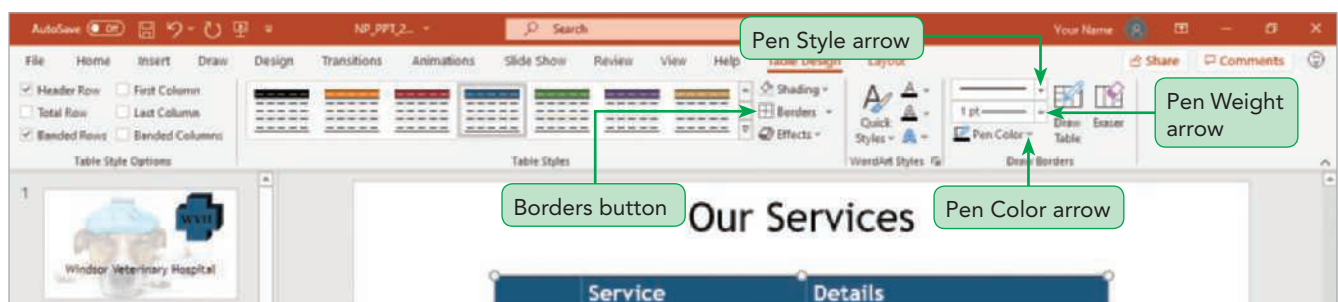 AutoSave Off NP_PPT_2... Search Your Name
Pen Style arrow
File Home Insert Draw Design Transitions Animations Slide Show Review View Help Table Design Layout Share Comments
Header Row First Column Shading
Total Row Last Column Borders
Banded Rows Banded Columns Effects
Quick Styles
1 pt
Pen Color
Draw Table
Eraser
Pen Weight arrow
Table Style Options Table Styles WordArt Styles Draw Borders
Borders button
Pen Color arrow
1
WVH
Windsor Veterinary Hospital
Our Services
Service Details